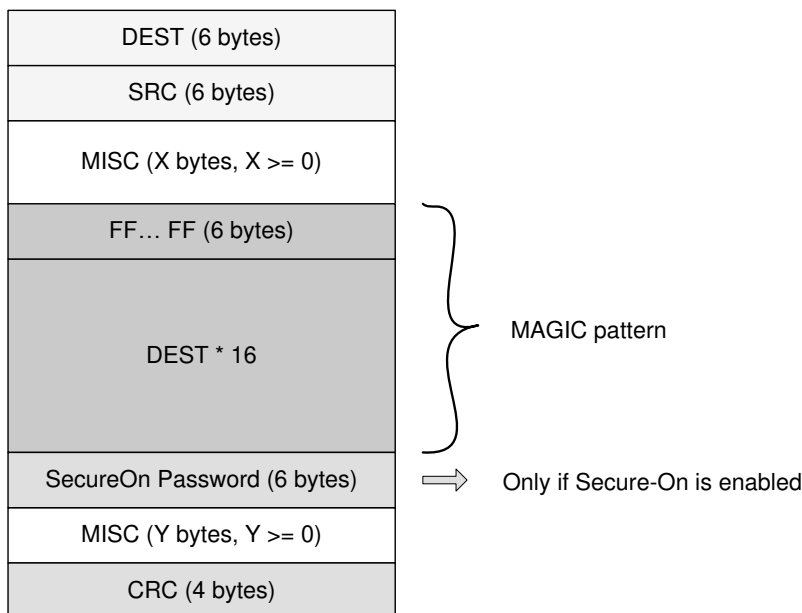 DEST (6 bytes)
SRC (6 bytes)
MISC (X bytes, X >= 0)
FF… FF (6 bytes)
DEST * 16
MAGIC pattern
SecureOn Password (6 bytes)
Only if Secure-On is enabled
MISC (Y bytes, Y >= 0)
CRC (4 bytes)